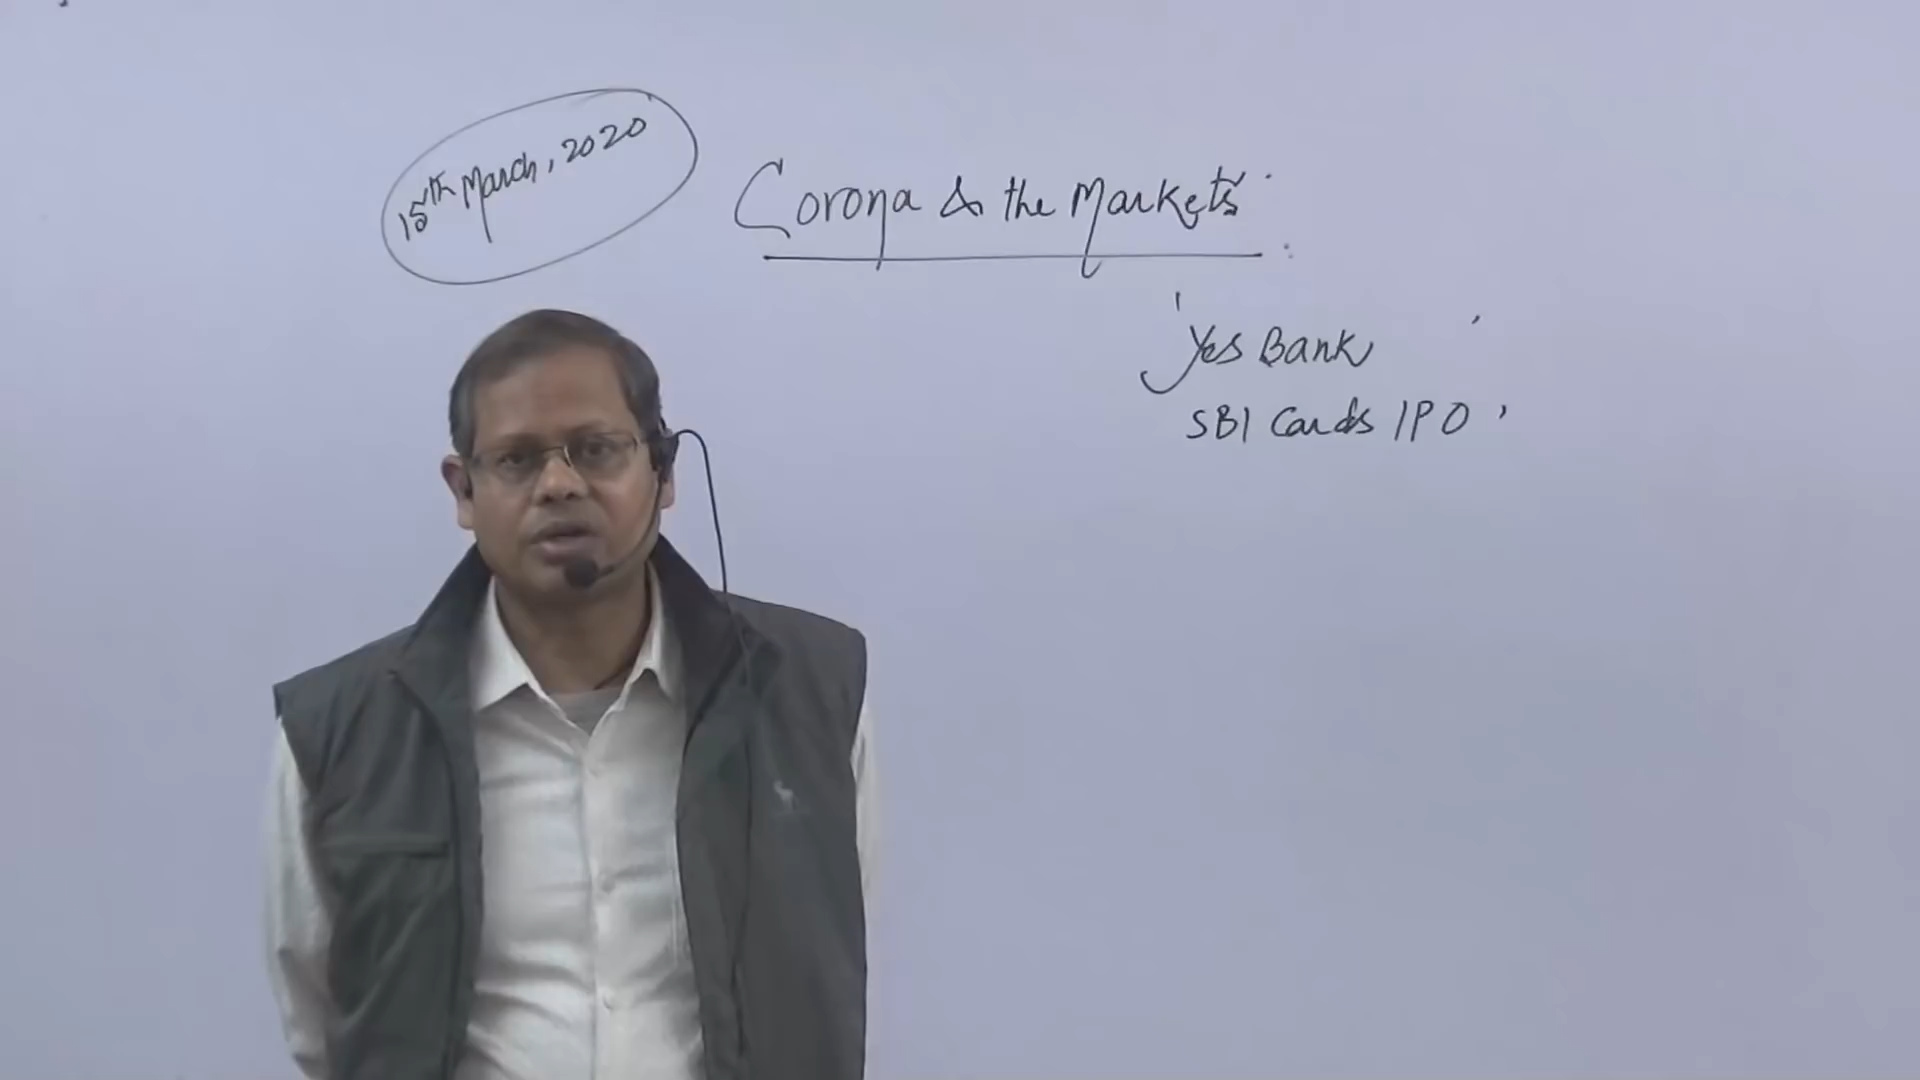 15th March, 2020
Corona & the Markets
Yes Bank
SBI Cards IPO